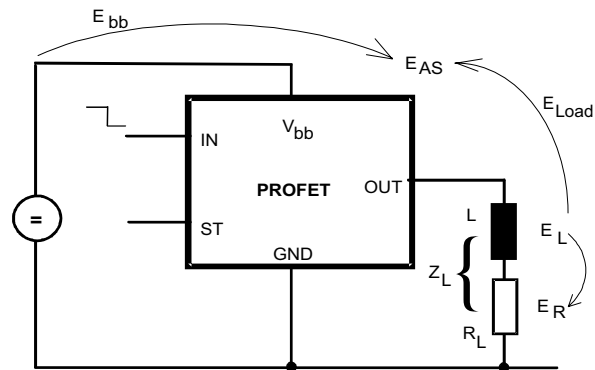 E bb
E AS
E Load
IN
V bb
PROFET
OUT
ST
GND
=
L
Z L
{
R L
E L
E R